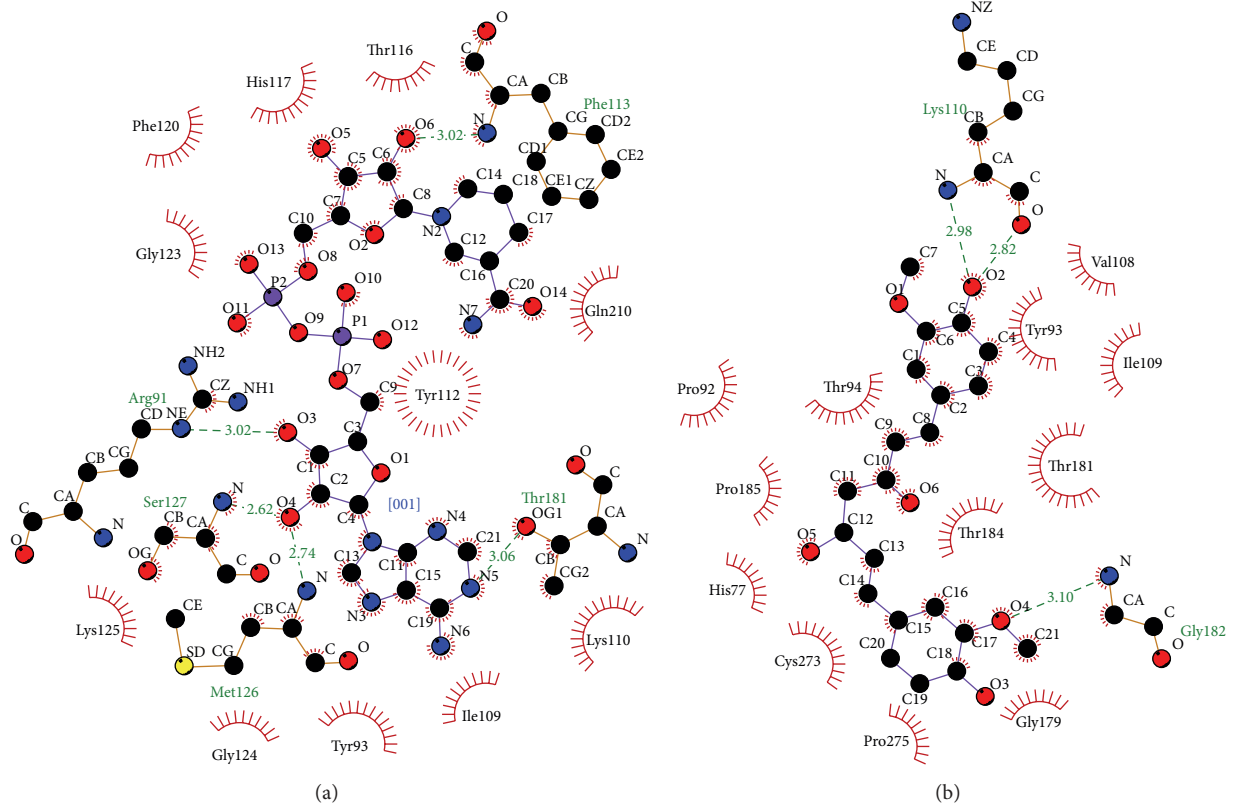 O
C
Thr116
CA
CB
His117
Phe113
N
CG
CD2
Phe120
O5
O6
3.02
CD1
CE2
C5
C6
C14
C18
CE1
CZ
C7
C8
C10
N2
C17
O2
C12
Gly123
O13
O8
C16
P2
O10
C20
O14
O11
O9
P1
N7
Gln210
O12
NH2
O7
Tyr112
CZ
NH1
C9
Arg91
CD
NE
3.02
O3
C3
CB
CG
C1
O1
CA
C2
O
C
Ser127
N
2.62
O4
[001]
Thr181
C
O
N
CB
CA
C4
N4
OG1
CA
OG
C
O
2.74
C13
C11
C21
3.06
CB
N
N
C15
N5
CG2
N3
CE
CB
CA
C19
N6
Lys125
Lys110
SD
CG
C
O
Met126
Ile109
Gly124
Tyr93
(a)
NZ
CE
CD
CG
Lys110
CB
CA
N
C
O
2.98
2.82
C7
Val108
O2
O1
C5
Tyr93
C6
C4
Ile109
C1
C3
Pro92
Thr94
C2
C8
C9
C10
Thr181
C11
Pro185
O6
C12
Thr184
O5
C13
N
His77
C14
C16
O4
3.10
CA
C
C15
C17
C21
Gly182
C20
O
Cys273
C18
O3
C19
Gly179
Pro275
(b)